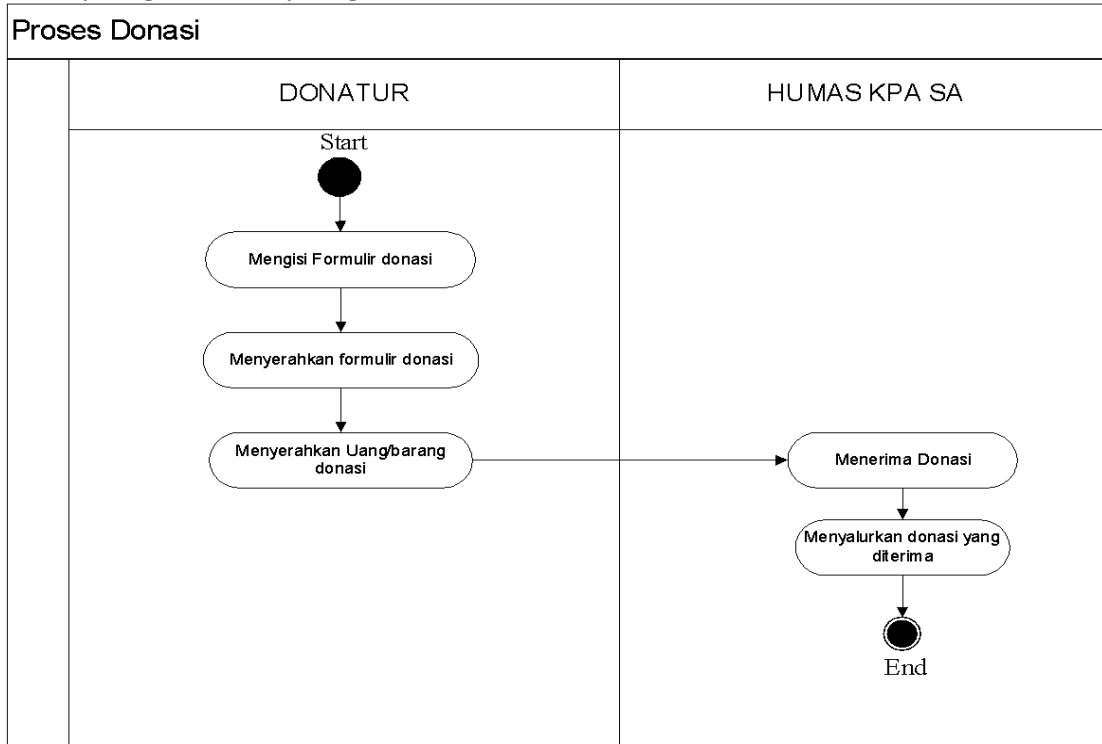 Proses Donasi
DONATUR
HUMAS KPA SA
Start
Mengisi Formulir donasi
Menyerahkan formulir donasi
Menyerahkan Uang/barang
donasi
Menerima Donasi
Menyalurkan donasi yang
diterima
End